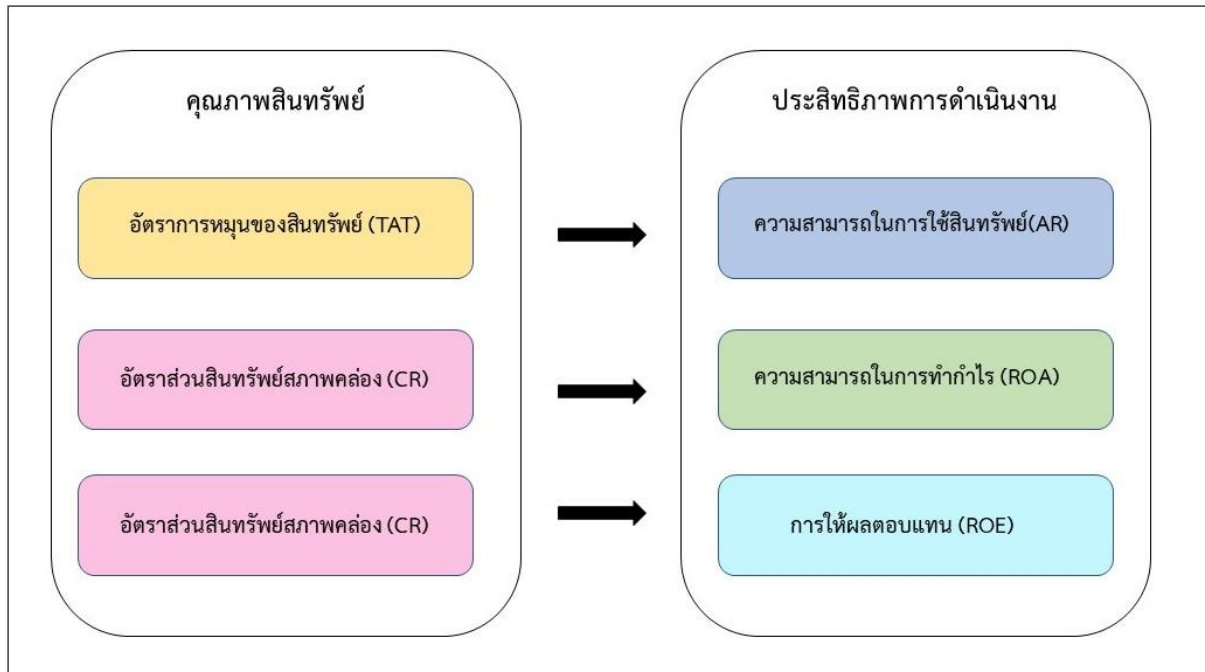 คุณภาพสินทรัพย์
อัตราการหมุนของสินทรัพย์ (TAT)
อัตราส่วนสินทรัพย์สภาพคล่อง (CR)
อัตราส่วนสินทรัพย์สภาพคล่อง (CR)
ประสิทธิภาพการดำเนินงาน
ความสามารถในการใช้สินทรัพย์(AR)
ความสามารถในการทำกำไร (ROA)
การให้ผลตอบแทน (ROE)